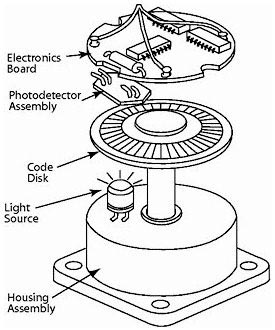 Electronics
Board
Photodetector
Assembly
Code
Disk
Light
Source
Housing
Assembly